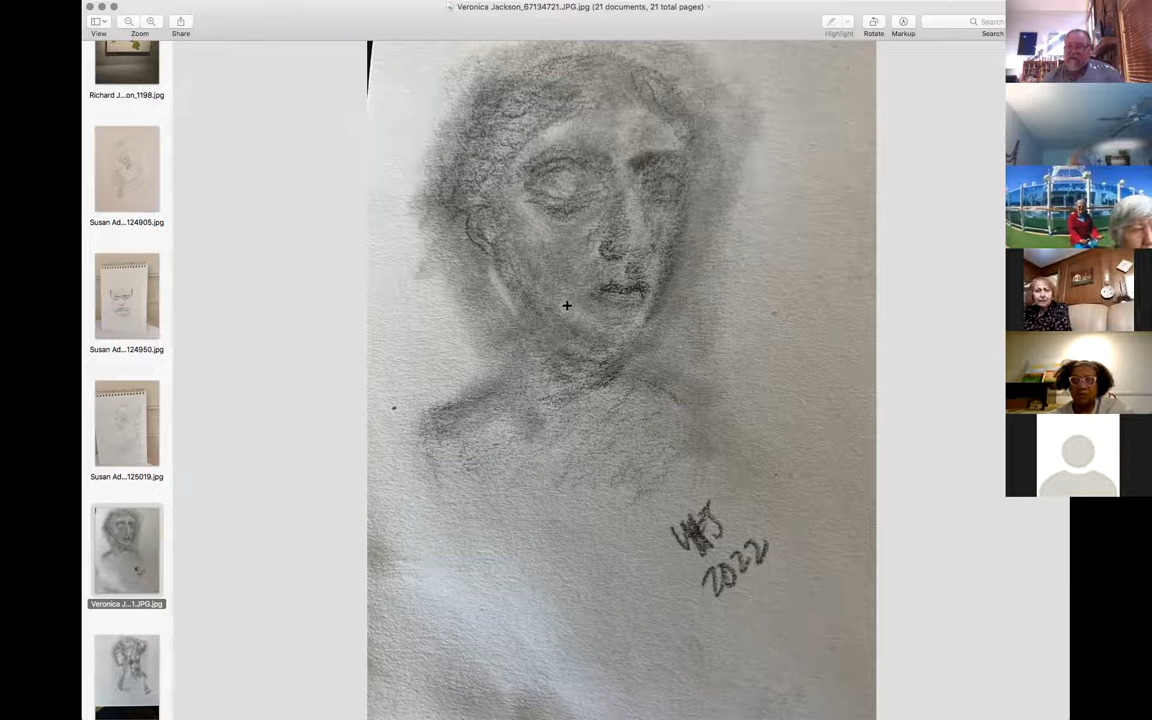 Veronica Jackson_67134721.JPG.jpg (21 documents, 21 total pages)
View
Zoom
Share
Highlight
Rotate
Markup
Search
Search
Richard J...on_1198.jpg
Susan Ad...124905.jpg
Susan Ad...124950.jpg
Susan Ad...125019.jpg
Veronica J...1.JPG.jpg
2022